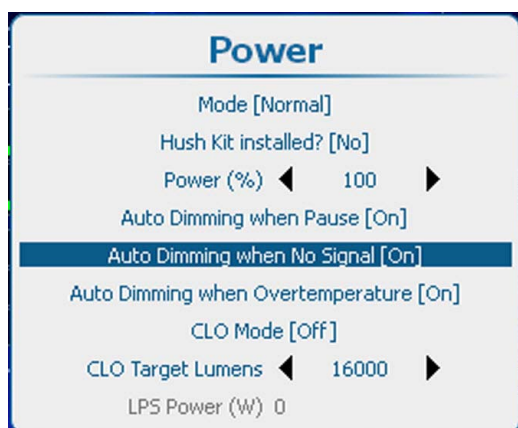 Power
Mode [Normal]
Hush Kit installed? [No]
Power (%) 100
Auto Dimming when Pause [On]
Auto Dimming when No Signal [On]
Auto Dimming when Overtemperature [On]
CLO Mode [Off]
CLO Target Lumens 16000
LPS Power (W) 0